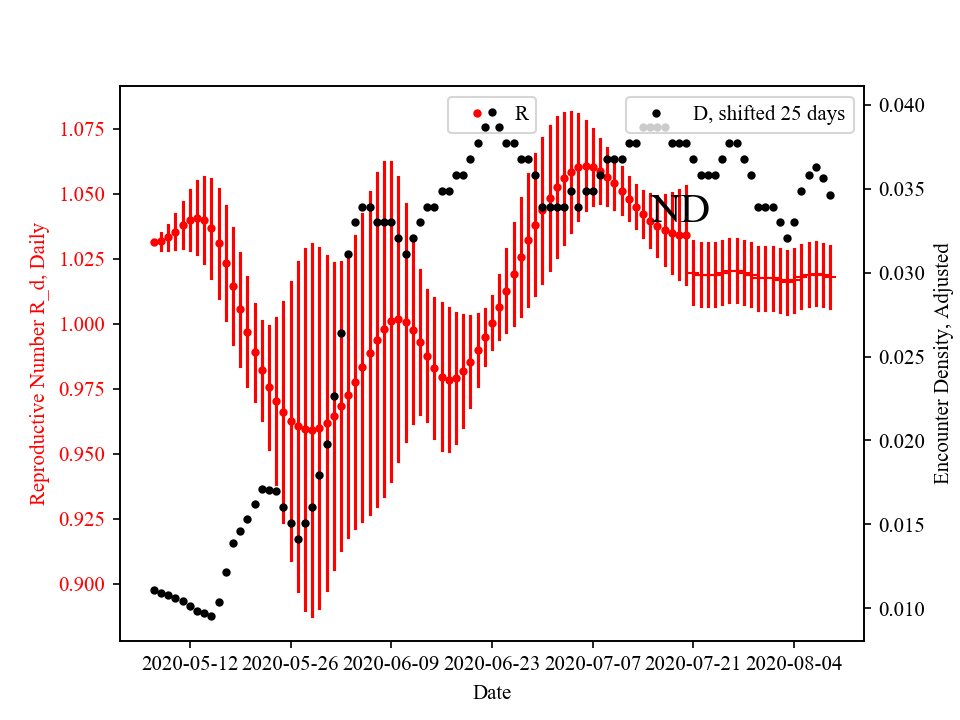 R
D, shifted 25 days
ND
Reproductive Number R_d, Daily
1.075
1.050
1.025
1.000
0.975
0.950
0.925
0.900
0.040
0.035
0.030
0.025
0.020
0.015
0.010
Encounter Density, Adjusted
2020-05-12 2020-05-26 2020-06-09 2020-06-23 2020-07-07 2020-07-21 2020-08-04
Date